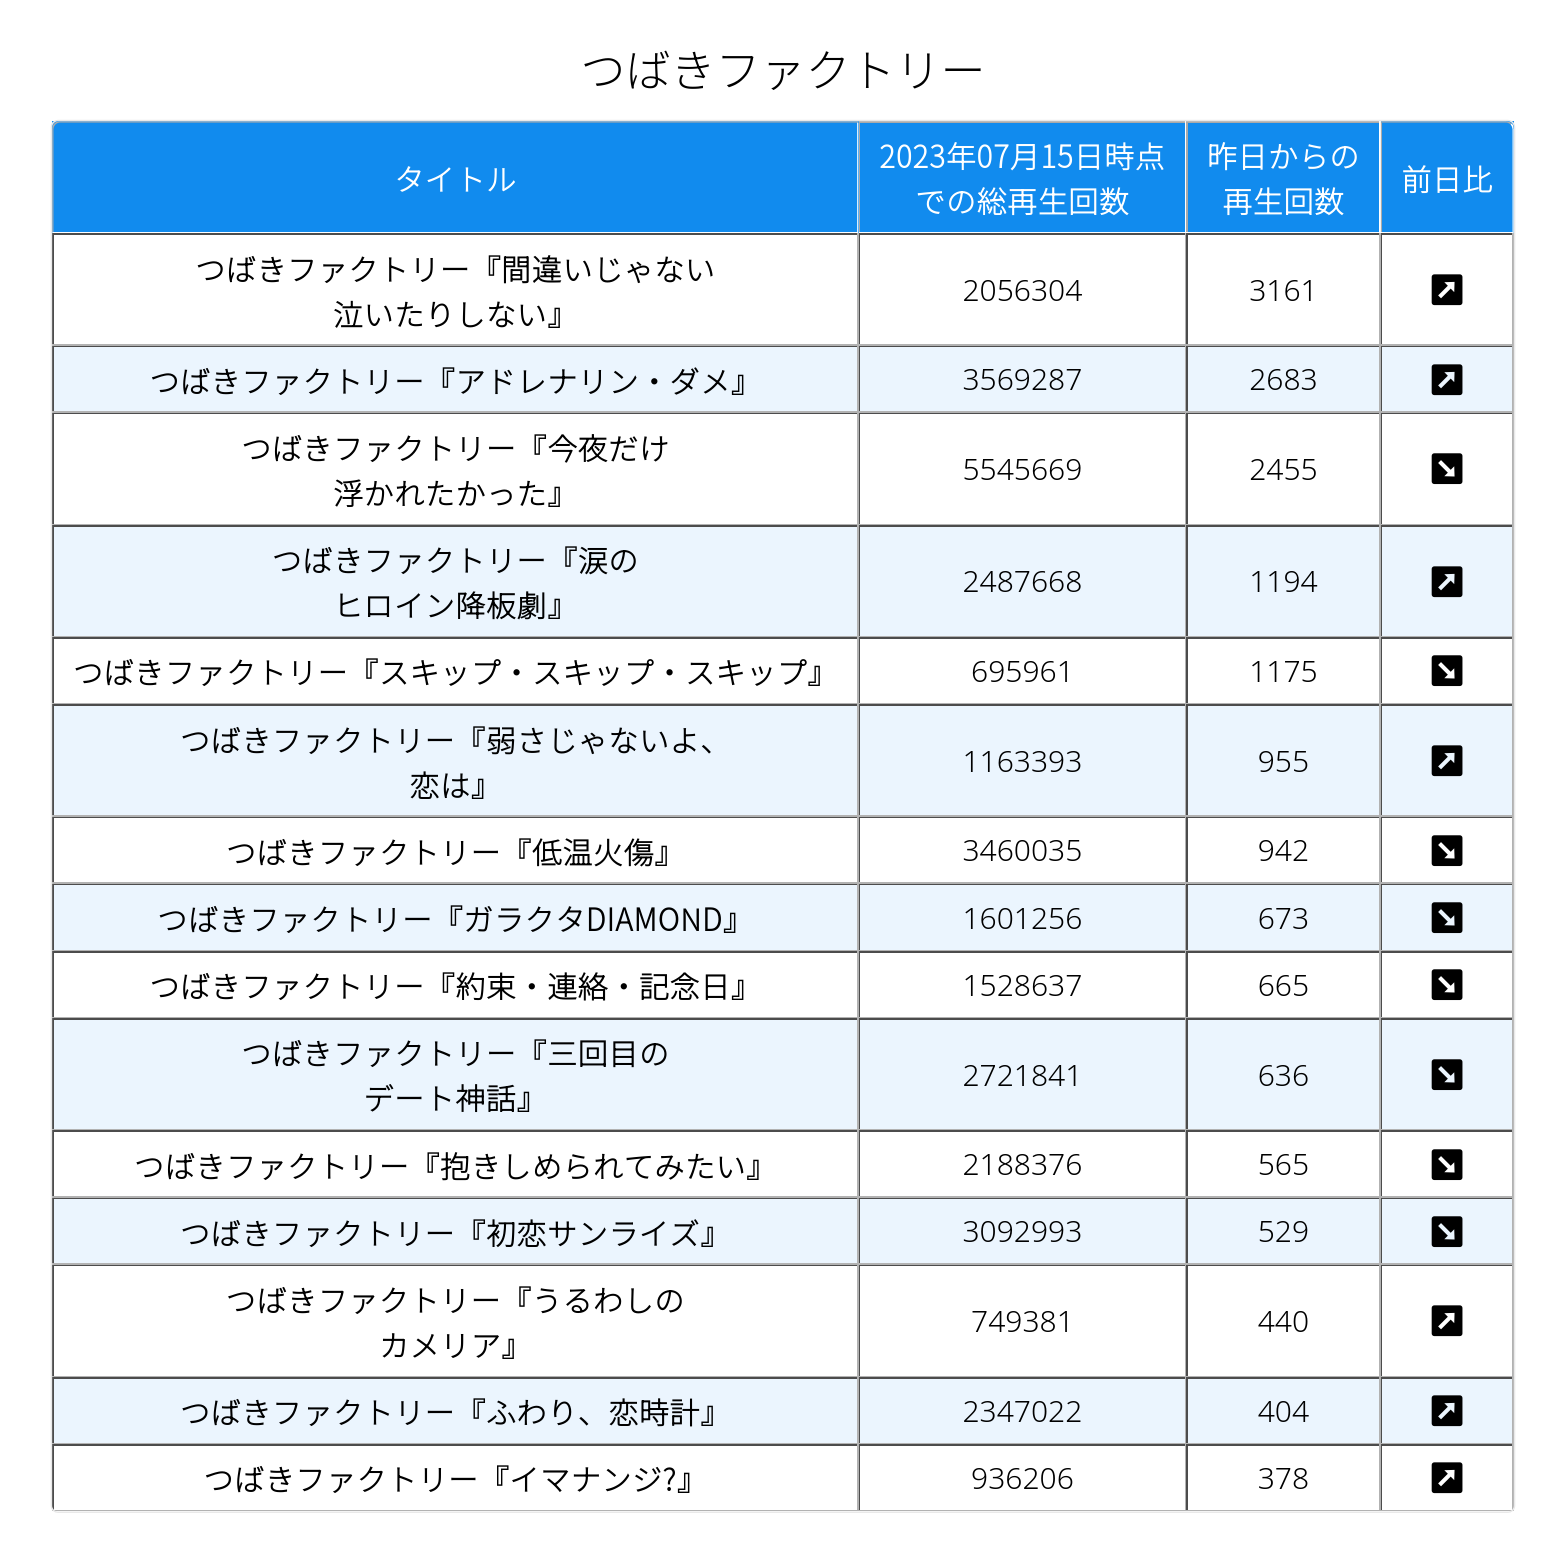 つばきファクトリー
タイトル
2023年07月15日時点
での総再生回数
昨日からの
再生回数
前日比
つばきファクトリー『間違いじゃない
泣いたりしない』
2056304
3161
つばきファクトリー『アドレナリン・ダメ』
3569287
2683
つばきファクトリー『今夜だけ
浮かれたかった』
5545669
2455
つばきファクトリー『涙の
ヒロイン降板劇』
2487668
1194
つばきファクトリー『スキップ・スキップ・スキップ』
695961
1175
つばきファクトリー『弱さじゃないよ、
恋は』
1163393
955
つばきファクトリー『低温火傷』
3460035
942
つばきファクトリー『ガラクタDIAMOND』
1601256
673
つばきファクトリー『約束・連絡・記念日』
1528637
665
つばきファクトリー『三回目の
デート神話』
2721841
636
つばきファクトリー『抱きしめられてみたい』
2188376
565
つばきファクトリー『初恋サンライズ』
3092993
529
つばきファクトリー『うるわしの
カメリア』
749381
440
つばきファクトリー『ふわり、恋時計』
2347022
404
つばきファクトリー『イマナンジ?』
936206
378